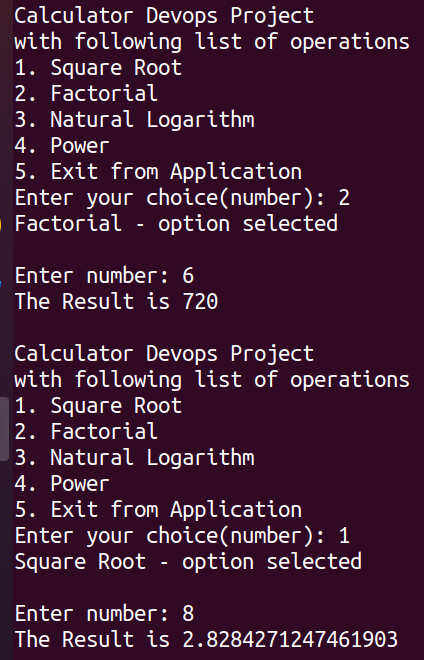 Calculator Devops Project
with following list of operations
1. Square Root
2. Factorial
3. Natural Logarithm
4. Power
5. Exit from Application
Enter your choice(number): 2
Factorial - option selected
Enter number: 6
The Result is 720
Calculator Devops Project
with following list of operations
1. Square Root
2. Factorial
3. Natural Logarithm
4. Power
5. Exit from Application
Enter your choice(number): 1
Square Root - option selected
Enter number: 8
The Result is 2.8284271247461903